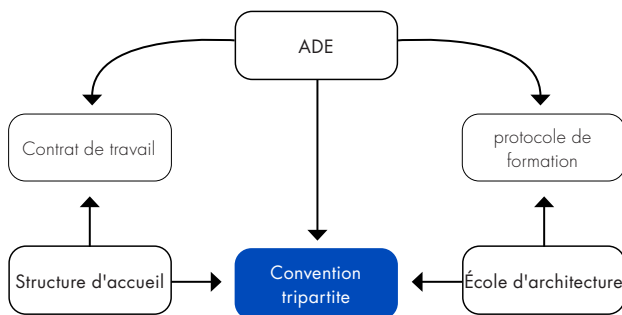 ADE
Contrat de travail
protocole de
formation
Structure d'accueil
Convention
tripartite
École d'architecture